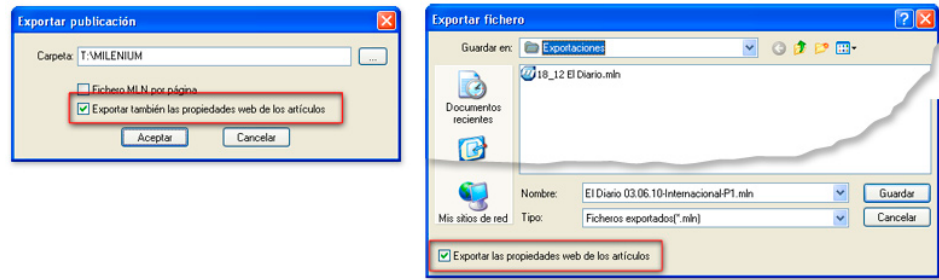 Exportar publicación
Carpeta: T:\MILENIUM
...
Fichero MLN por página
Exportar también las propiedades web de los artículos
Aceptar
Cancelar
Exportar fichero
Guardar en:
Exportaciones
18_12 El Diario.mln
Documentos
recientes
Mis sitios de red
Nombre:
El Diario 03.06.10-Internacional-P1.mln
Guardar
Tipo:
Ficheros exportados(*.mln)
Cancelar
Exportar las propiedades web de los artículos